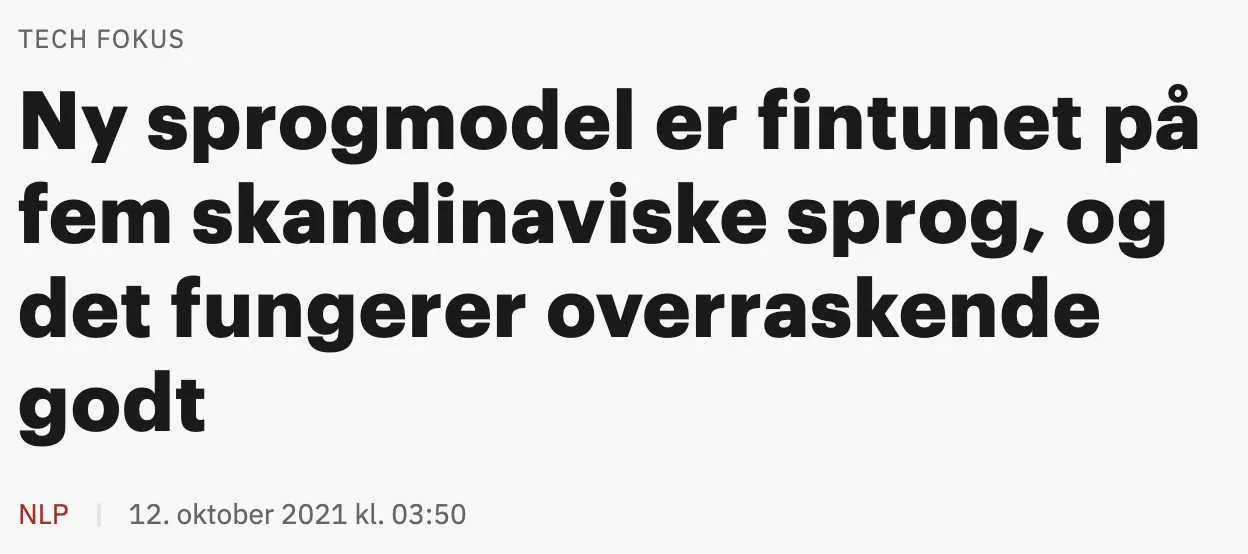 TECH FOKUS
Ny sprogmodel er fintunet på
fem skandinaviske sprog, og
det fungerer overraskende
godt
NLP | 12. oktober 2021 kl. 03:50